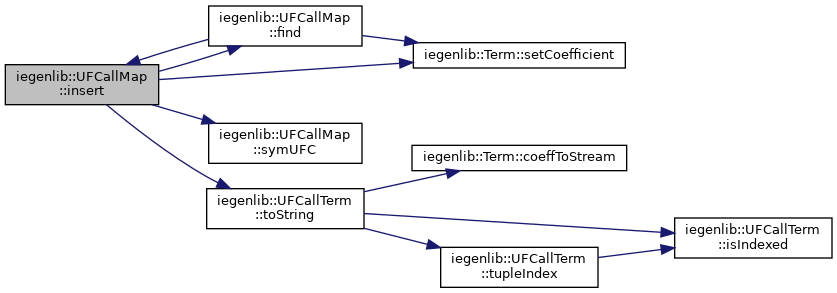 iegenlib::UFCallMap
::find
iegenlib::Term::setCoefficient
iegenlib::UFCallMap
::insert
iegenlib::UFCallMap
::symUFC
iegenlib::Term::coeffToStream
iegenlib::UFCallTerm
::toString
iegenlib::UFCallTerm
::isIndexed
iegenlib::UFCallTerm
::tupleIndex